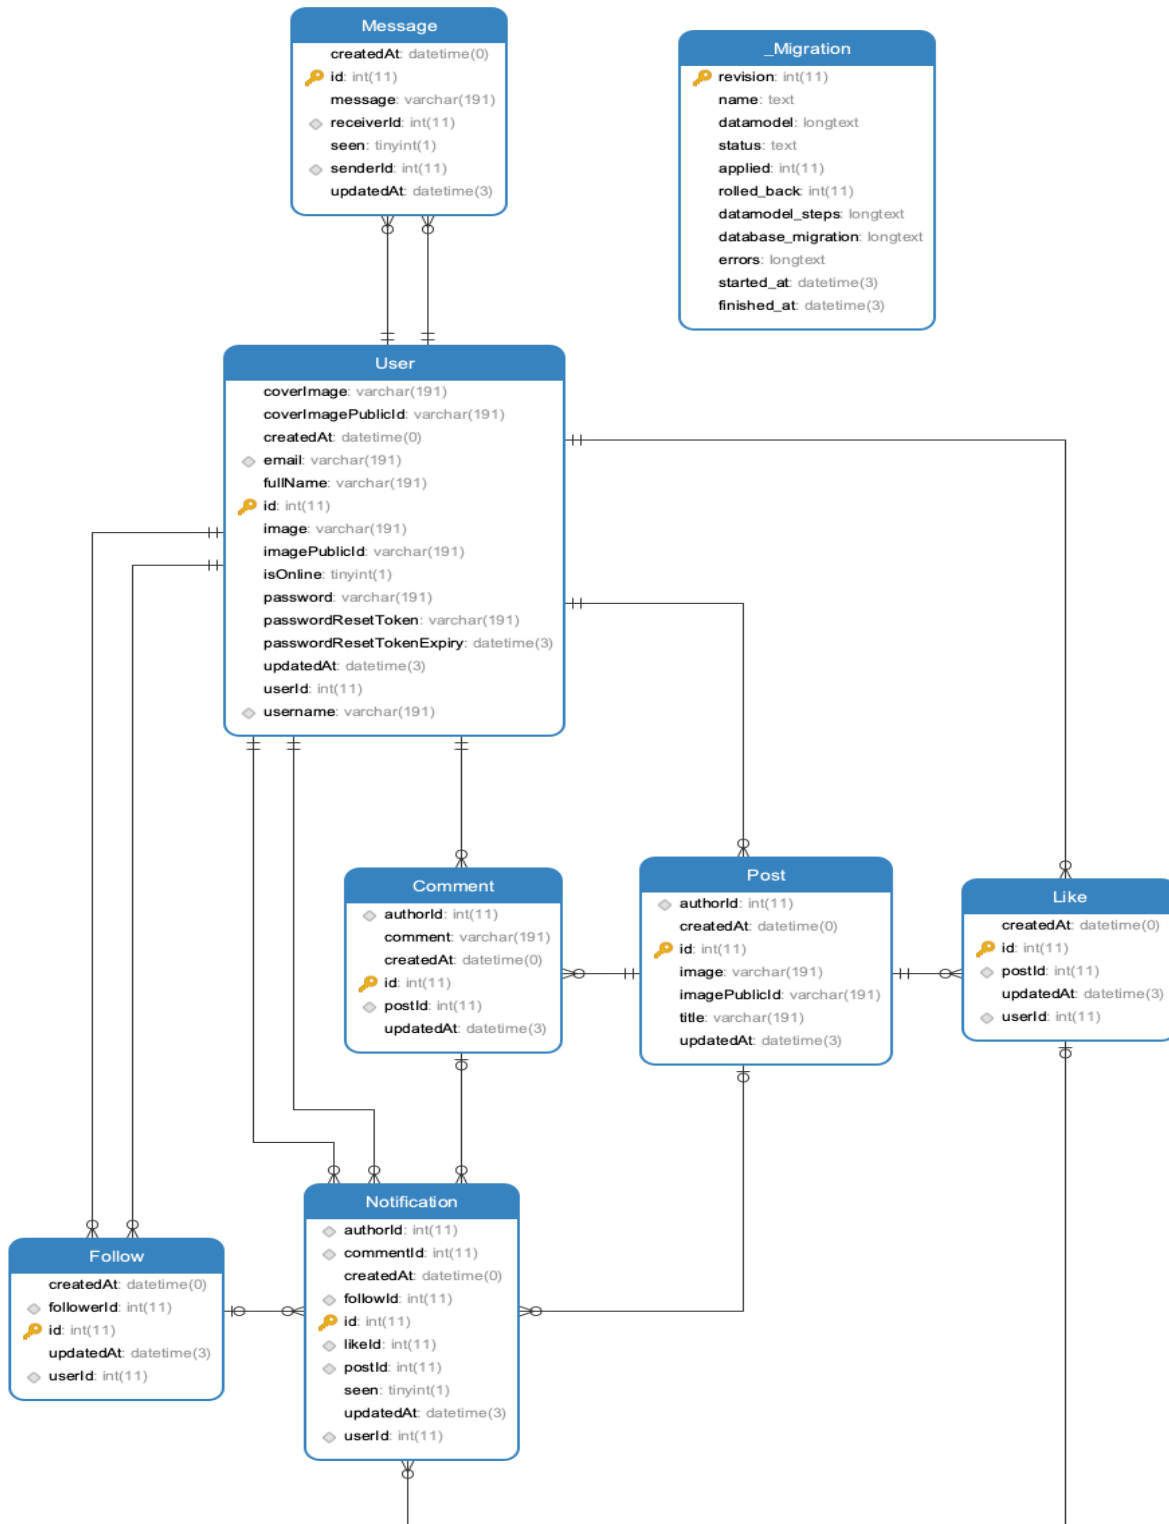 Message
createdAt: datetime(0)
id: int(11)
message: varchar(191)
receiverId: int(11)
seen: tinyint(1)
senderId: int(11)
updatedAt: datetime(3)
_Migration
revision: int(11)
name: text
datamodel: longtext
status: text
applied: int(11)
rolled_back: int(11)
datamodel_steps: longtext
database_migration: longtext
errors: longtext
started_at: datetime(3)
finished_at: datetime(3)
User
coverImage: varchar(191)
coverImagePublicId: varchar(191)
createdAt: datetime(0)
email: varchar(191)
fullName: varchar(191)
id: int(11)
image: varchar(191)
imagePublicId: varchar(191)
isOnline: tinyint(1)
password: varchar(191)
passwordResetToken: varchar(191)
passwordResetTokenExpiry: datetime(3)
updatedAt: datetime(3)
userId: int(11)
username: varchar(191)
Comment
authorId: int(11)
comment: varchar(191)
createdAt: datetime(0)
id: int(11)
postId: int(11)
updatedAt: datetime(3)
Post
authorId: int(11)
createdAt: datetime(0)
id: int(11)
image: varchar(191)
imagePublicId: varchar(191)
title: varchar(191)
updatedAt: datetime(3)
Like
createdAt: datetime(0)
id: int(11)
postId: int(11)
updatedAt: datetime(3)
userId: int(11)
Follow
createdAt: datetime(0)
followerId: int(11)
id: int(11)
updatedAt: datetime(3)
userId: int(11)
Notification
authorId: int(11)
commentId: int(11)
createdAt: datetime(0)
followId: int(11)
id: int(11)
likeId: int(11)
postId: int(11)
seen: tinyint(1)
updatedAt: datetime(3)
userId: int(11)